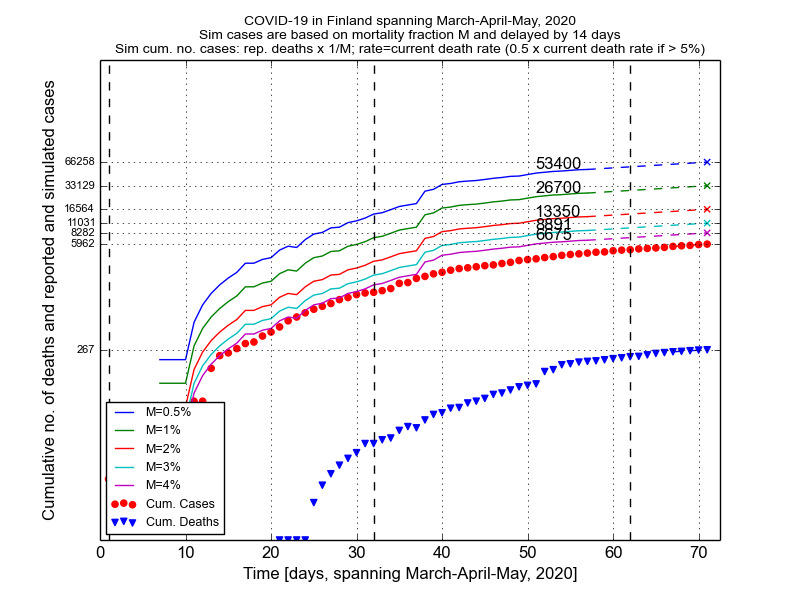 COVID-19 in Finland spanning March-April-May, 2020
Sim cases are based on mortality fraction M and delayed by 14 days
Sim cum. no. cases: rep. deaths x 1/M; rate=current death rate (0.5 x current death rate if > 5%)
Cumulative no. of deaths and reported and simulated cases
66258
33129
16564
11031
8282
5962
267
53400
26700
13350
8891
6675
M=0.5%
M=1%
M=2%
M=3%
M=4%
Cum. Cases
Cum. Deaths
0 10 20 30 40 50 60 70
Time [days, spanning March-April-May, 2020]